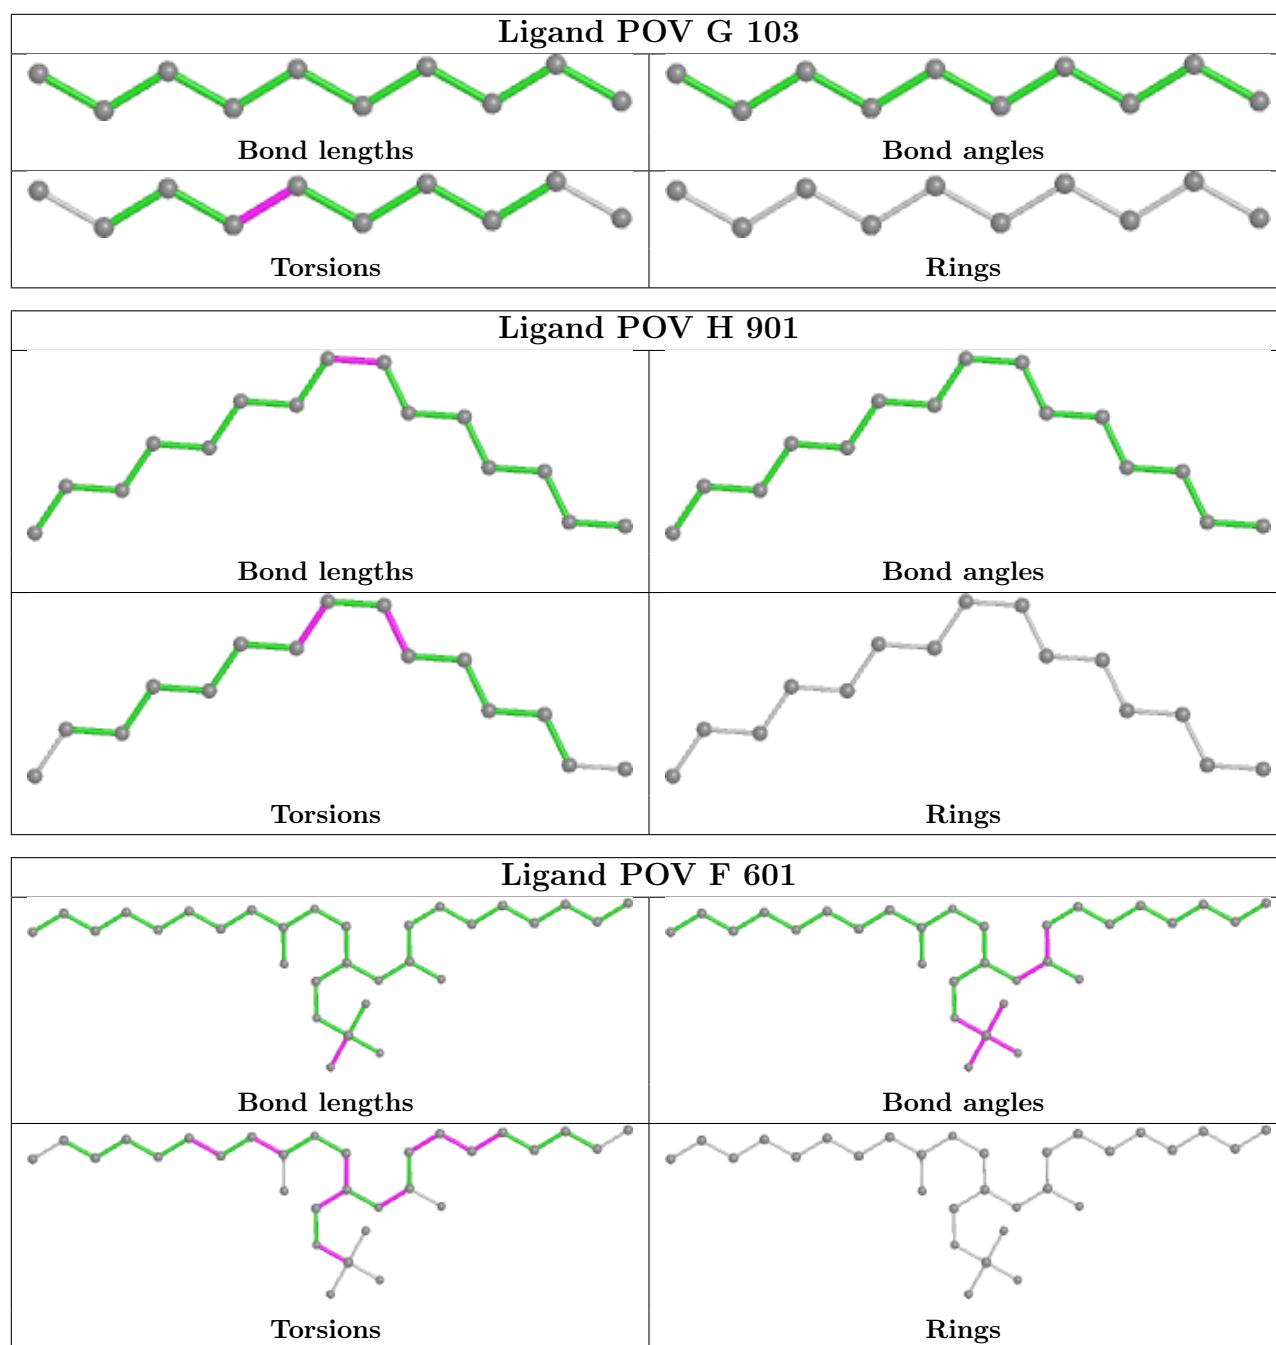 Ligand POV G 103
Bond lengths
Bond angles
Torsions
Rings
Ligand POV H 901
Bond lengths
Bond angles
Torsions
Rings
Ligand POV F 601
Bond lengths
Bond angles
Torsions
Rings